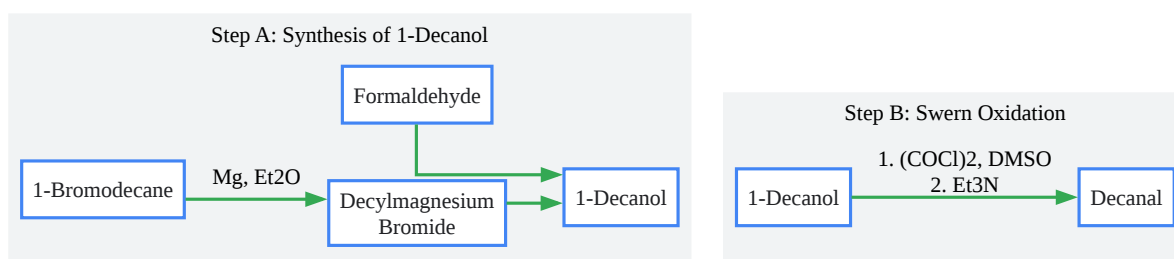 Step A: Synthesis of 1-Decanol
Formaldehyde
1-Bromodecane
Mg, Et2O
Decylmagnesium
Bromide
1-Decanol
Step B: Swern Oxidation
1. (COCl)2, DMSO
2. Et3N
1-Decanol
Decanal